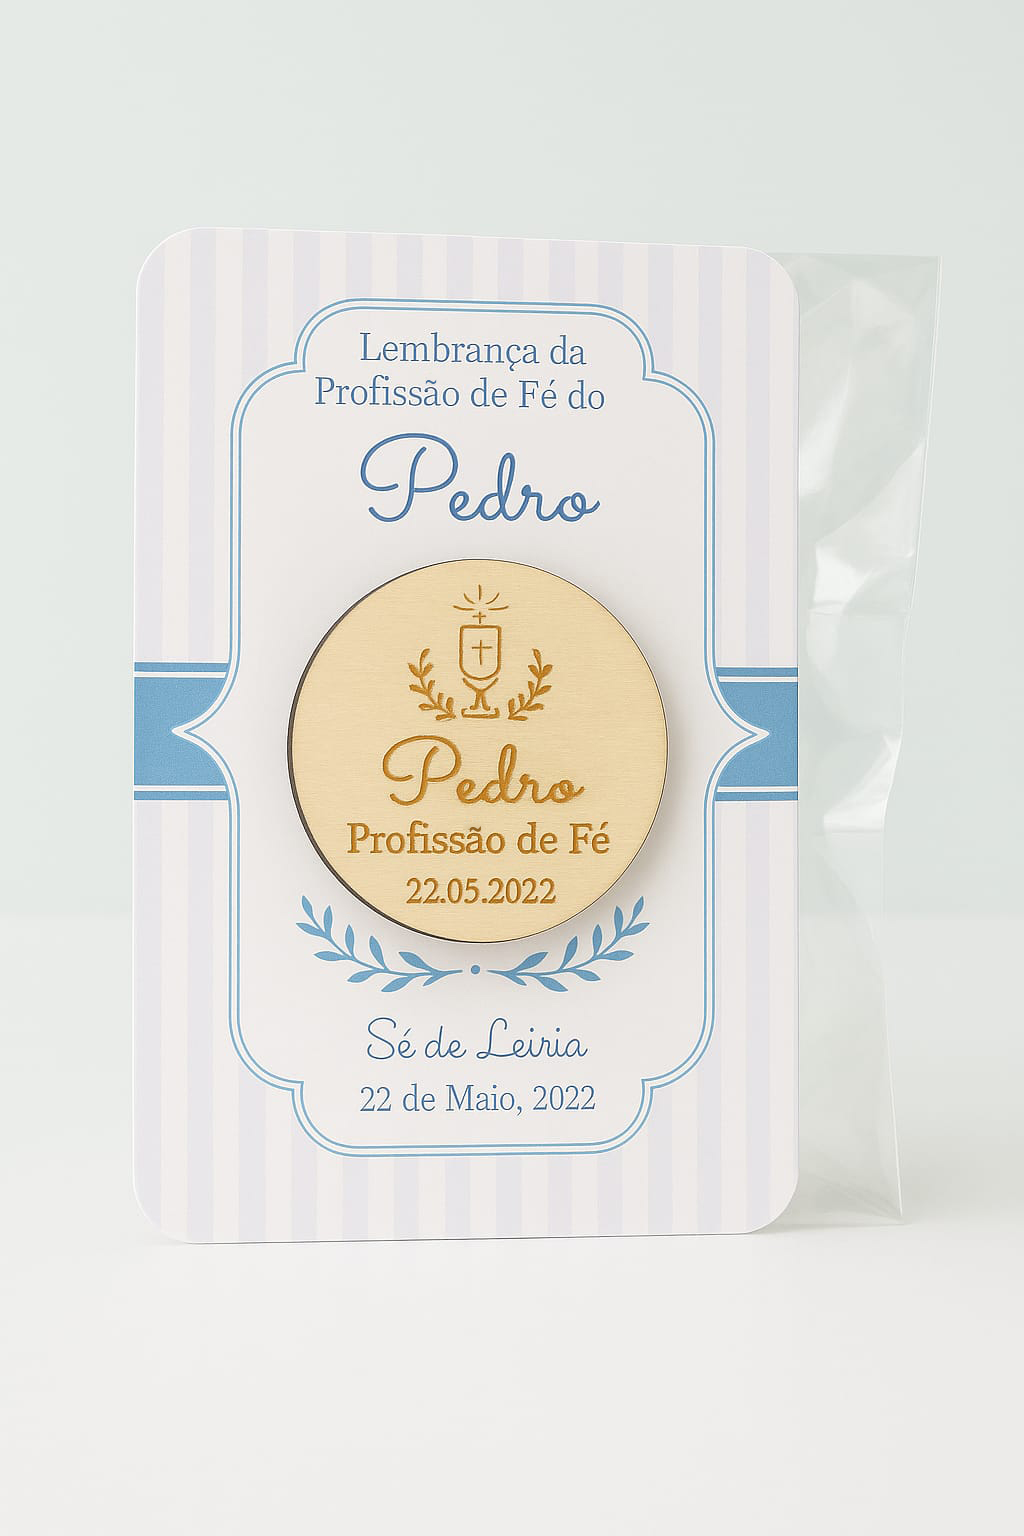 Lembrança da
Profissão de Fé do
Pedro
Pedro
Profissão de Fé
22.05.2022
Sé de Leiria
22 de Maio, 2022